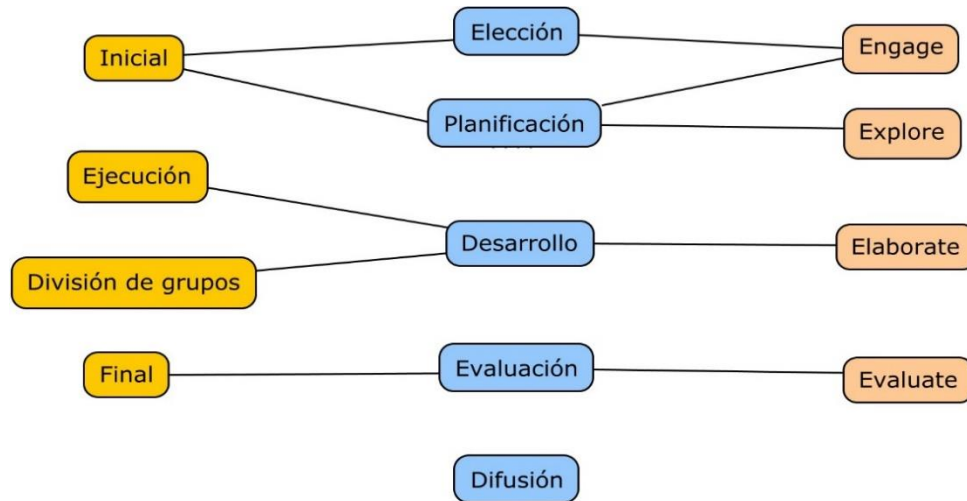 Inicial
Elección
Engage
Planificación
Explore
Ejecución
Desarrollo
Elaborate
División de grupos
Final
Evaluación
Evaluate
Difusión